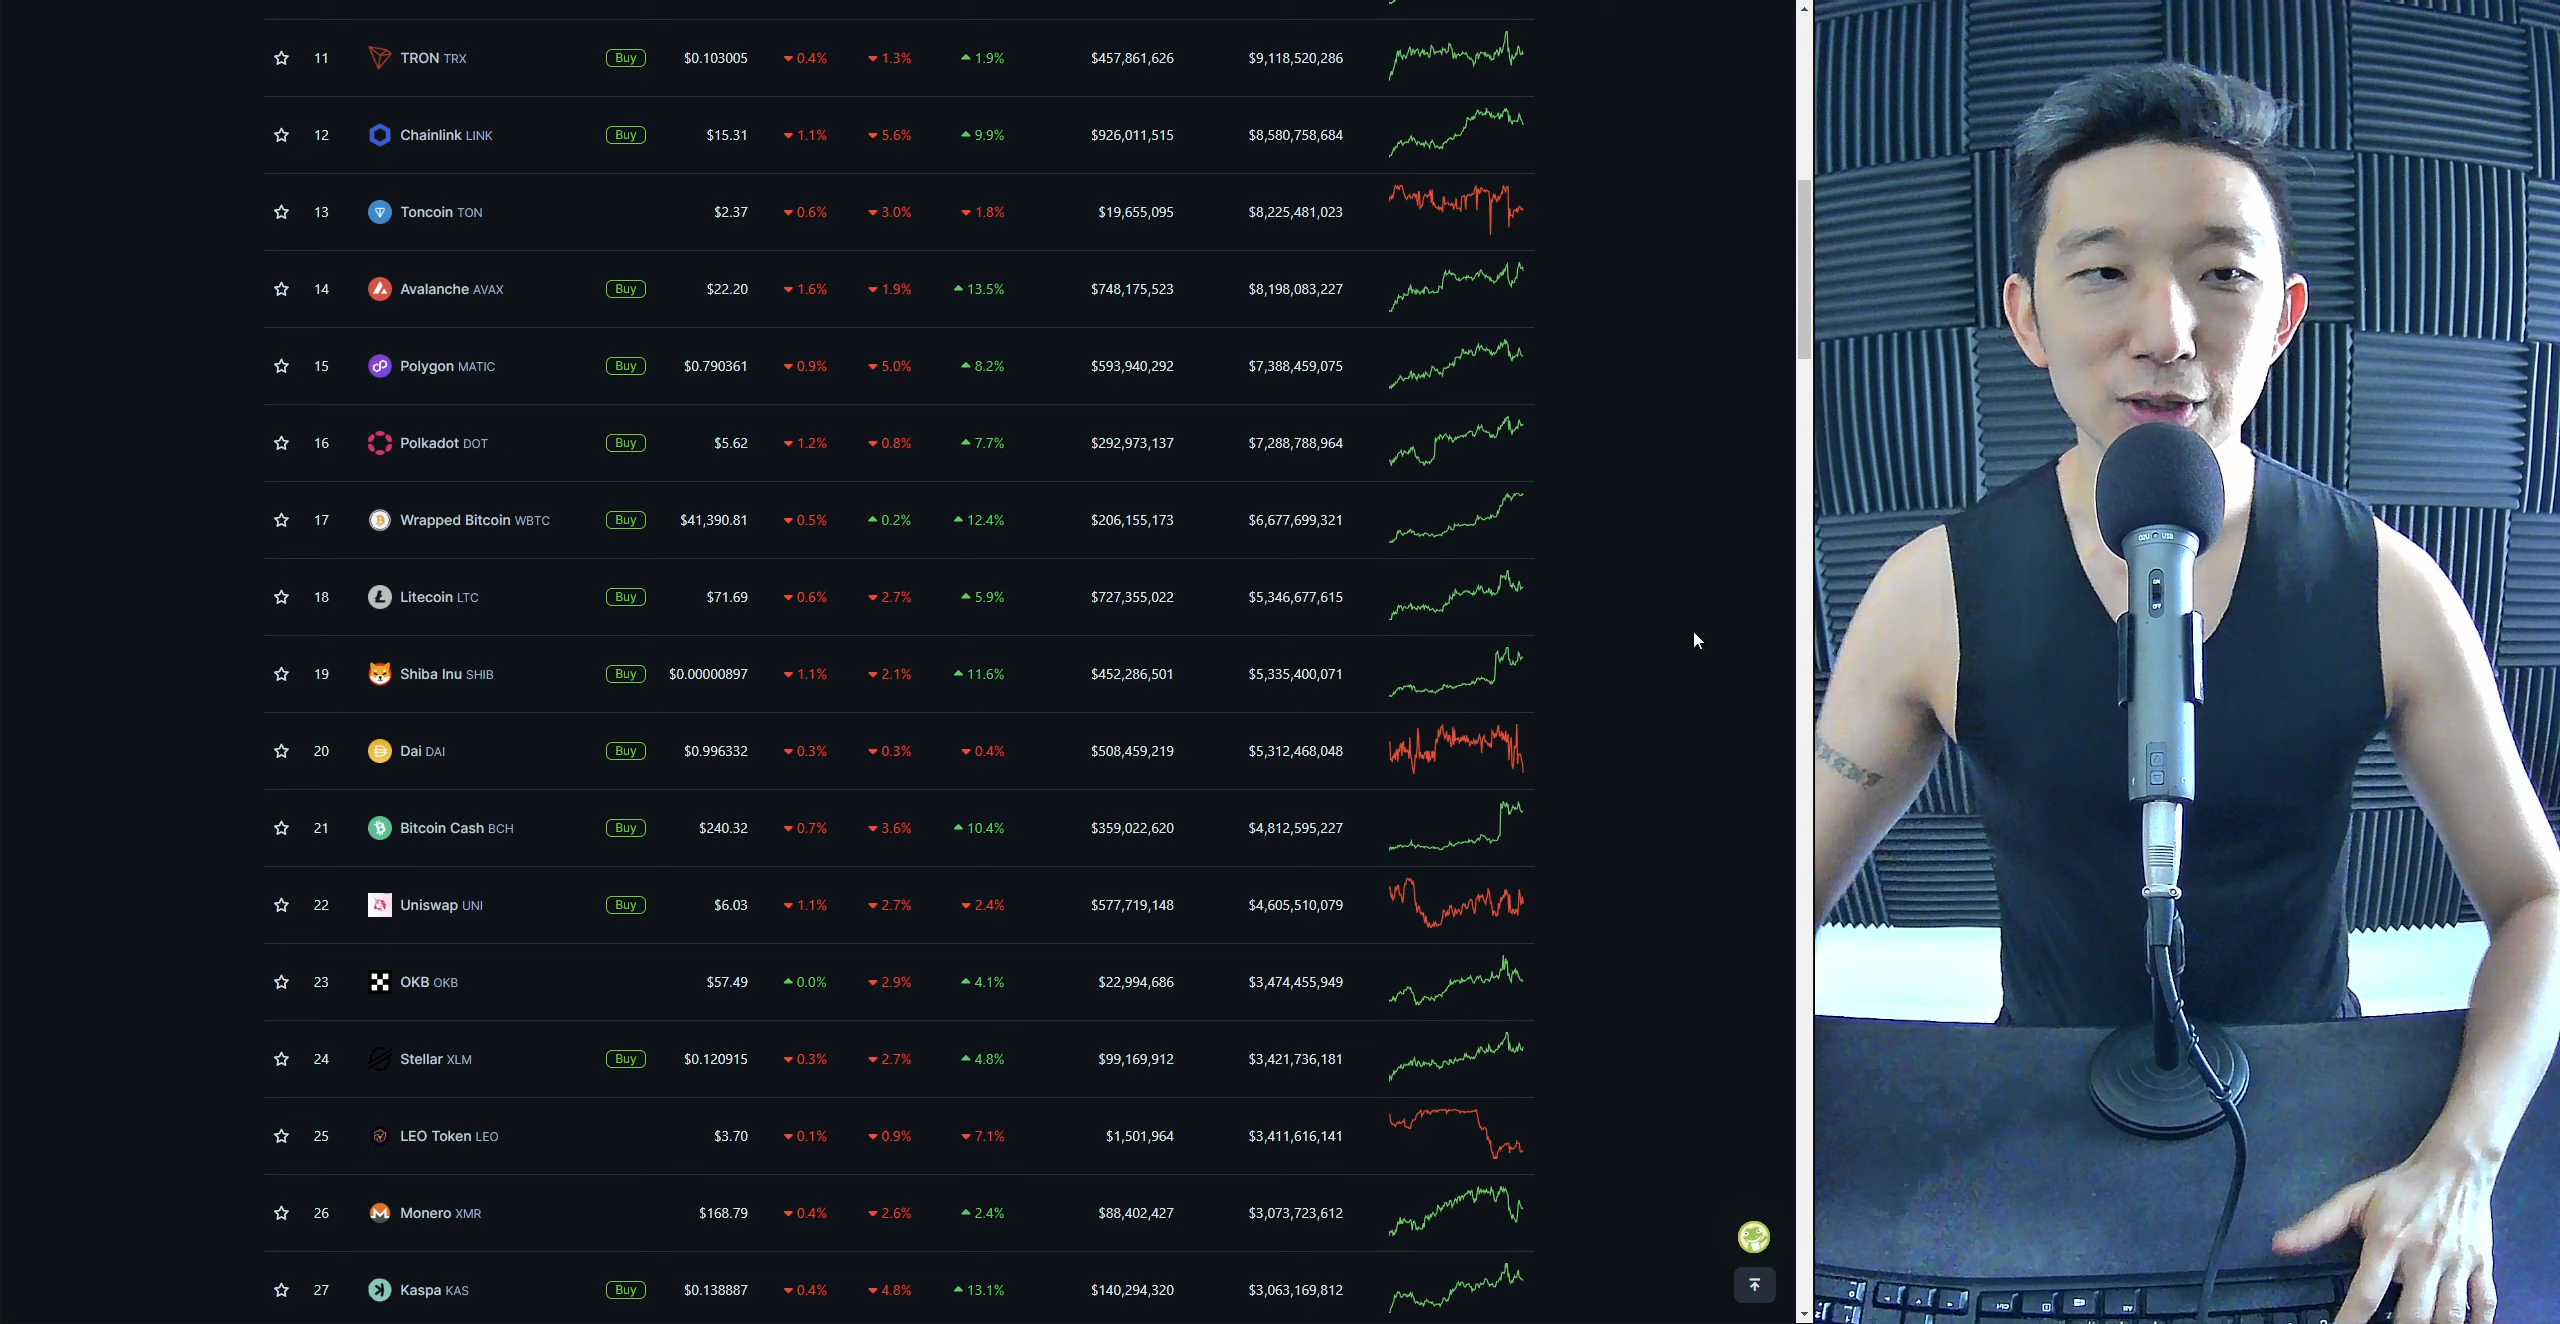 11 TRON TRX Buy $0.103005 0.4% 1.3% 1.9% $457,861,626 $9,118,520,286
12 Chainlink LINK Buy $15.31 1.1% 5.6% 9.9% $926,011,515 $8,580,758,684
13 Toncoin TON $2.37 0.6% 3.0% 1.8% $19,655,095 $8,225,481,023
14 Avalanche AVAX Buy $22.20 1.6% 1.9% 13.5% $748,175,523 $8,198,083,227
15 Polygon MATIC Buy $0.790361 0.9% 5.0% 8.2% $593,940,292 $7,388,459,075
16 Polkadot DOT Buy $5.62 1.2% 0.8% 7.7% $292,973,137 $7,288,788,964
17 Wrapped Bitcoin WBTC Buy $41,390.81 0.5% 0.2% 12.4% $206,155,173 $6,677,699,321
18 Litecoin LTC Buy $71.69 0.6% 2.7% 5.9% $727,355,022 $5,346,677,615
19 Shiba Inu SHIB Buy $0.00000897 1.1% 2.1% 11.6% $452,286,501 $5,335,400,071
20 Dai DAI Buy $0.996332 0.3% 0.3% 0.4% $508,459,219 $5,312,468,048
21 Bitcoin Cash BCH Buy $240.32 0.7% 3.6% 10.4% $359,022,620 $4,812,595,227
22 Uniswap UNI Buy $6.03 1.1% 2.7% 2.4% $577,719,148 $4,605,510,079
23 OKB OKB $57.49 0.0% 2.9% 4.1% $22,994,686 $3,474,455,949
24 Stellar XLM Buy $0.120915 0.3% 2.7% 4.8% $99,169,912 $3,421,736,181
25 LEO Token LEO $3.70 0.1% 0.9% 7.1% $1,501,964 $3,411,616,141
26 Monero XMR $168.79 0.4% 2.6% 2.4% $88,402,427 $3,073,723,612
27 Kaspa KAS Buy $0.138887 0.4% 4.8% 13.1% $140,294,320 $3,063,169,812
USB
ON
OFF